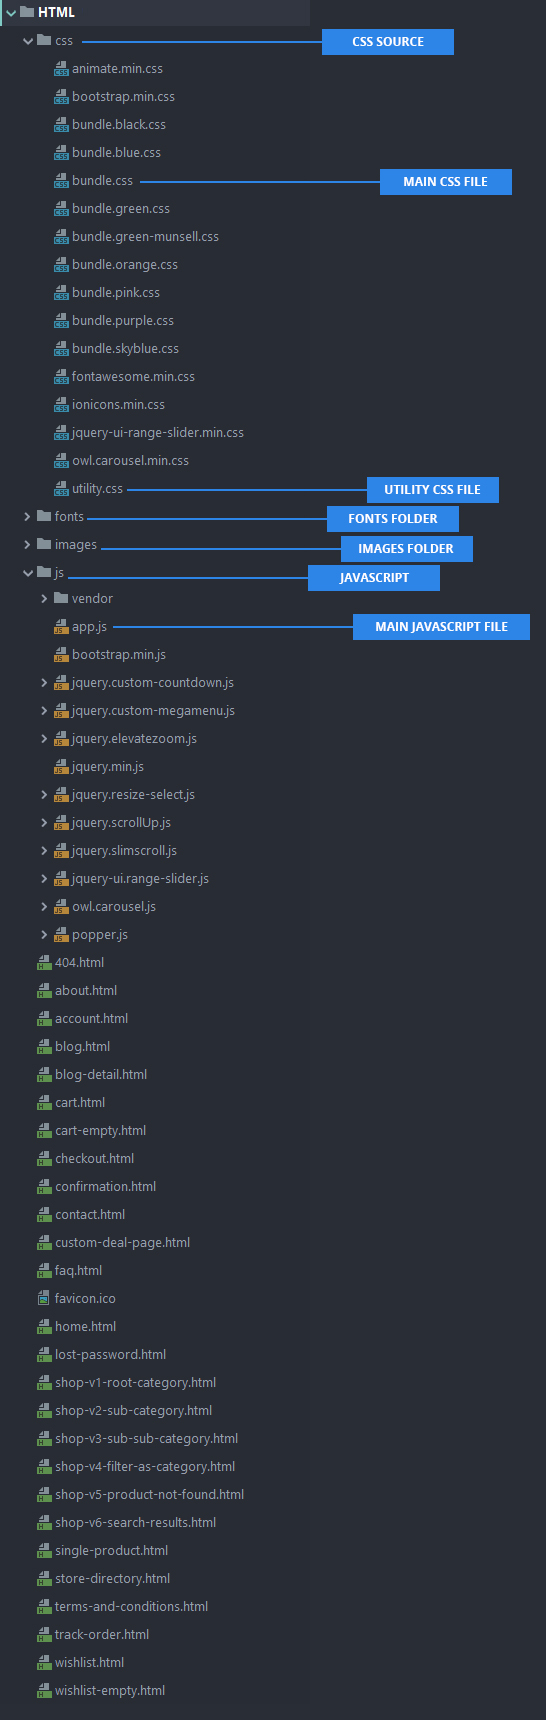 HTML
css CSS SOURCE
animate.min.css
bootstrap.min.css
bundle.black.css
bundle.blue.css
bundle.css MAIN CSS FILE
bundle.green.css
bundle.green-munsell.css
bundle.orange.css
bundle.pink.css
bundle.purple.css
bundle.skyblue.css
fontawesome.min.css
ionicons.min.css
jquery-ui-range-slider.min.css
owl.carousel.min.css
utility.css UTILITY CSS FILE
fonts FONTS FOLDER
images IMAGES FOLDER
js JAVASCRIPT
vendor
app.js MAIN JAVASCRIPT FILE
bootstrap.min.js
jquery.custom-countdown.js
jquery.custom-megamenu.js
jquery.elevatezoom.js
jquery.min.js
jquery.resize-select.js
jquery.scrollUp.js
jquery.slimscroll.js
jquery-ui.range-slider.js
owl.carousel.js
popper.js
404.html
about.html
account.html
blog.html
blog-detail.html
cart.html
cart-empty.html
checkout.html
confirmation.html
contact.html
custom-deal-page.html
faq.html
favicon.ico
home.html
lost-password.html
shop-v1-root-category.html
shop-v2-sub-category.html
shop-v3-sub-sub-category.html
shop-v4-filter-as-category.html
shop-v5-product-not-found.html
shop-v6-search-results.html
single-product.html
store-directory.html
terms-and-conditions.html
track-order.html
wishlist.html
wishlist-empty.html